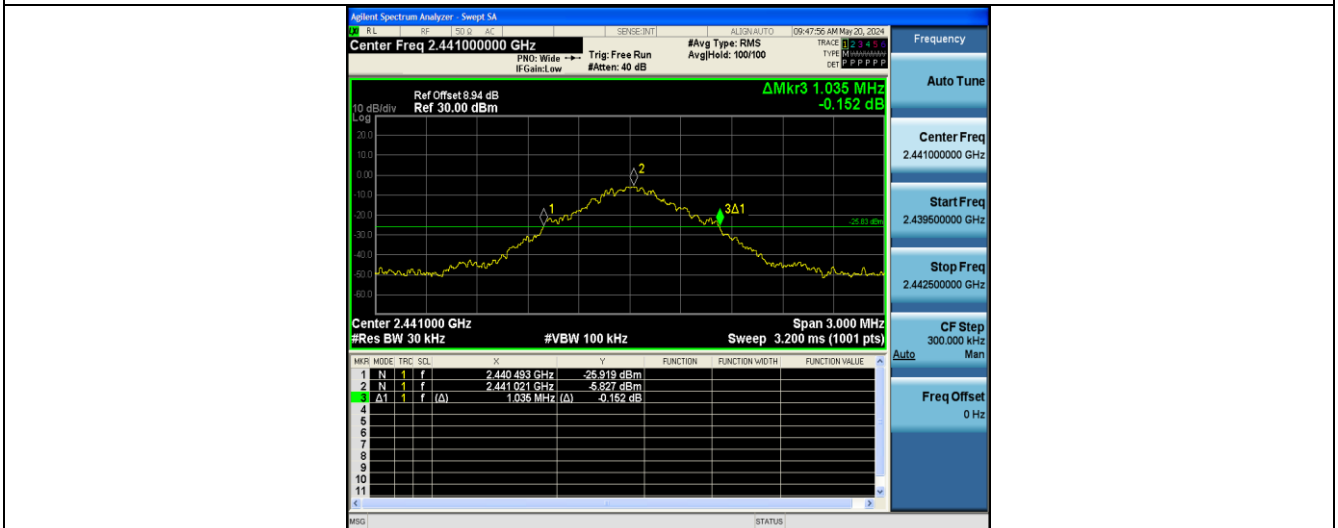 Agilent Spectrum Analyzer - Swept SA
RL RF 50 Ω AC SENSE:INT ALIGN AUTO 09:47:56 AM May 20, 2024
Center Freq 2.441000000 GHz
PNO: Wide
IFGain:Low
Trig: Free Run
#Atten: 40 dB
#Avg Type: RMS
Avg|Hold: 100/100
TRACE 1 2 3 4 5 6
TYPE M
DET P P P P P P
Frequency
Auto Tune
Center Freq
2.441000000 GHz
Start Freq
2.439500000 GHz
Stop Freq
2.442500000 GHz
CF Step
300.000 kHz
Auto Man
Freq Offset
0 Hz
ΔMkr3 1.035 MHz
-0.152 dB
Ref Offset 8.94 dB
10 dB/div Ref 30.00 dBm
Log
20.0
10.0
0.00
-10.0
-20.0
-30.0
-40.0
-50.0
-60.0
1
2
3Δ1
-25.83 dBm
Center 2.441000 GHz Span 3.000 MHz
#Res BW 30 kHz #VBW 100 kHz Sweep 3.200 ms (1001 pts)
MKR MODE TRC SCL X Y FUNCTION FUNCTION WIDTH FUNCTION VALUE
1 N 1 f 2.440 493 GHz -25.919 dBm
2 N 1 f 2.441 021 GHz -5.827 dBm
3 Δ1 1 f (Δ) 1.035 MHz (Δ) -0.152 dB
4
5
6
7
8
9
10
11
MSG STATUS